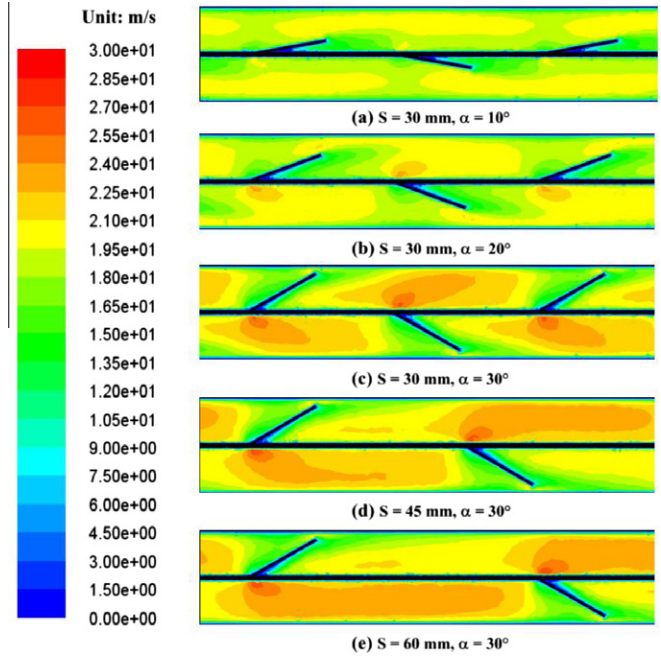 Unit: m/s
3.00e+01
2.85e+01
2.70e+01
2.55e+01
2.40e+01
2.25e+01
2.10e+01
1.95e+01
1.80e+01
1.65e+01
1.50e+01
1.35e+01
1.20e+01
1.05e+01
9.00e+00
7.50e+00
6.00e+00
4.50e+00
3.00e+00
1.50e+00
0.00e+00
(a) S = 30 mm, α = 10°
(b) S = 30 mm, α = 20°
(c) S = 30 mm, α = 30°
(d) S = 45 mm, α = 30°
(e) S = 60 mm, α = 30°